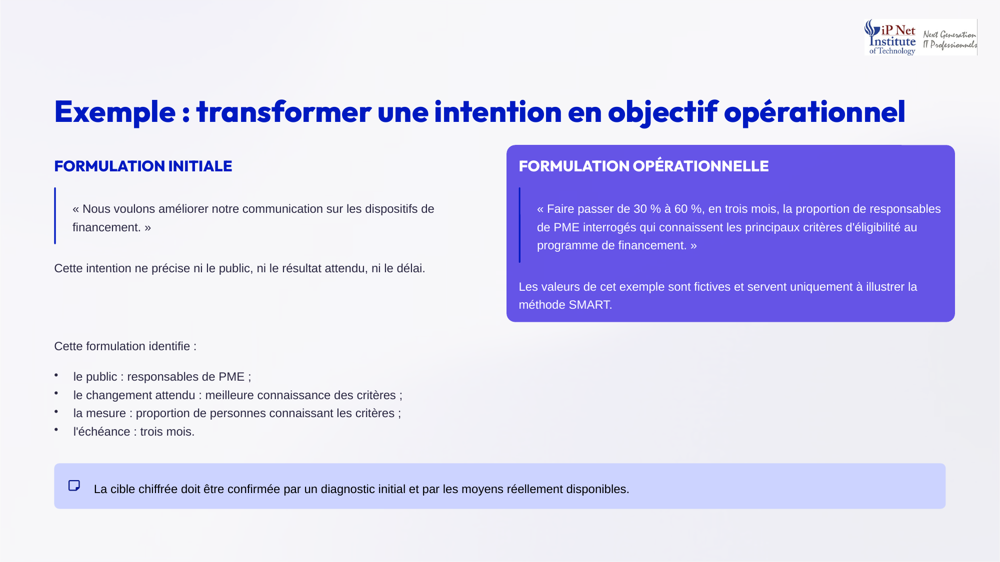 iP Net
Institute
of Technology
Next Generation
IT Professionnels
Exemple : transformer une intention en objectif opérationnel
FORMULATION INITIALE
« Nous voulons améliorer notre communication sur les dispositifs de
financement. »
Cette intention ne précise ni le public, ni le résultat attendu, ni le délai.
FORMULATION OPÉRATIONNELLE
« Faire passer de 30 % à 60 %, en trois mois, la proportion de responsables
de PME interrogés qui connaissent les principaux critères d'éligibilité au
programme de financement. »
Les valeurs de cet exemple sont fictives et servent uniquement à illustrer la
méthode SMART.
Cette formulation identifie :
• le public : responsables de PME ;
• le changement attendu : meilleure connaissance des critères ;
• la mesure : proportion de personnes connaissant les critères ;
• l'échéance : trois mois.
La cible chiffrée doit être confirmée par un diagnostic initial et par les moyens réellement disponibles.